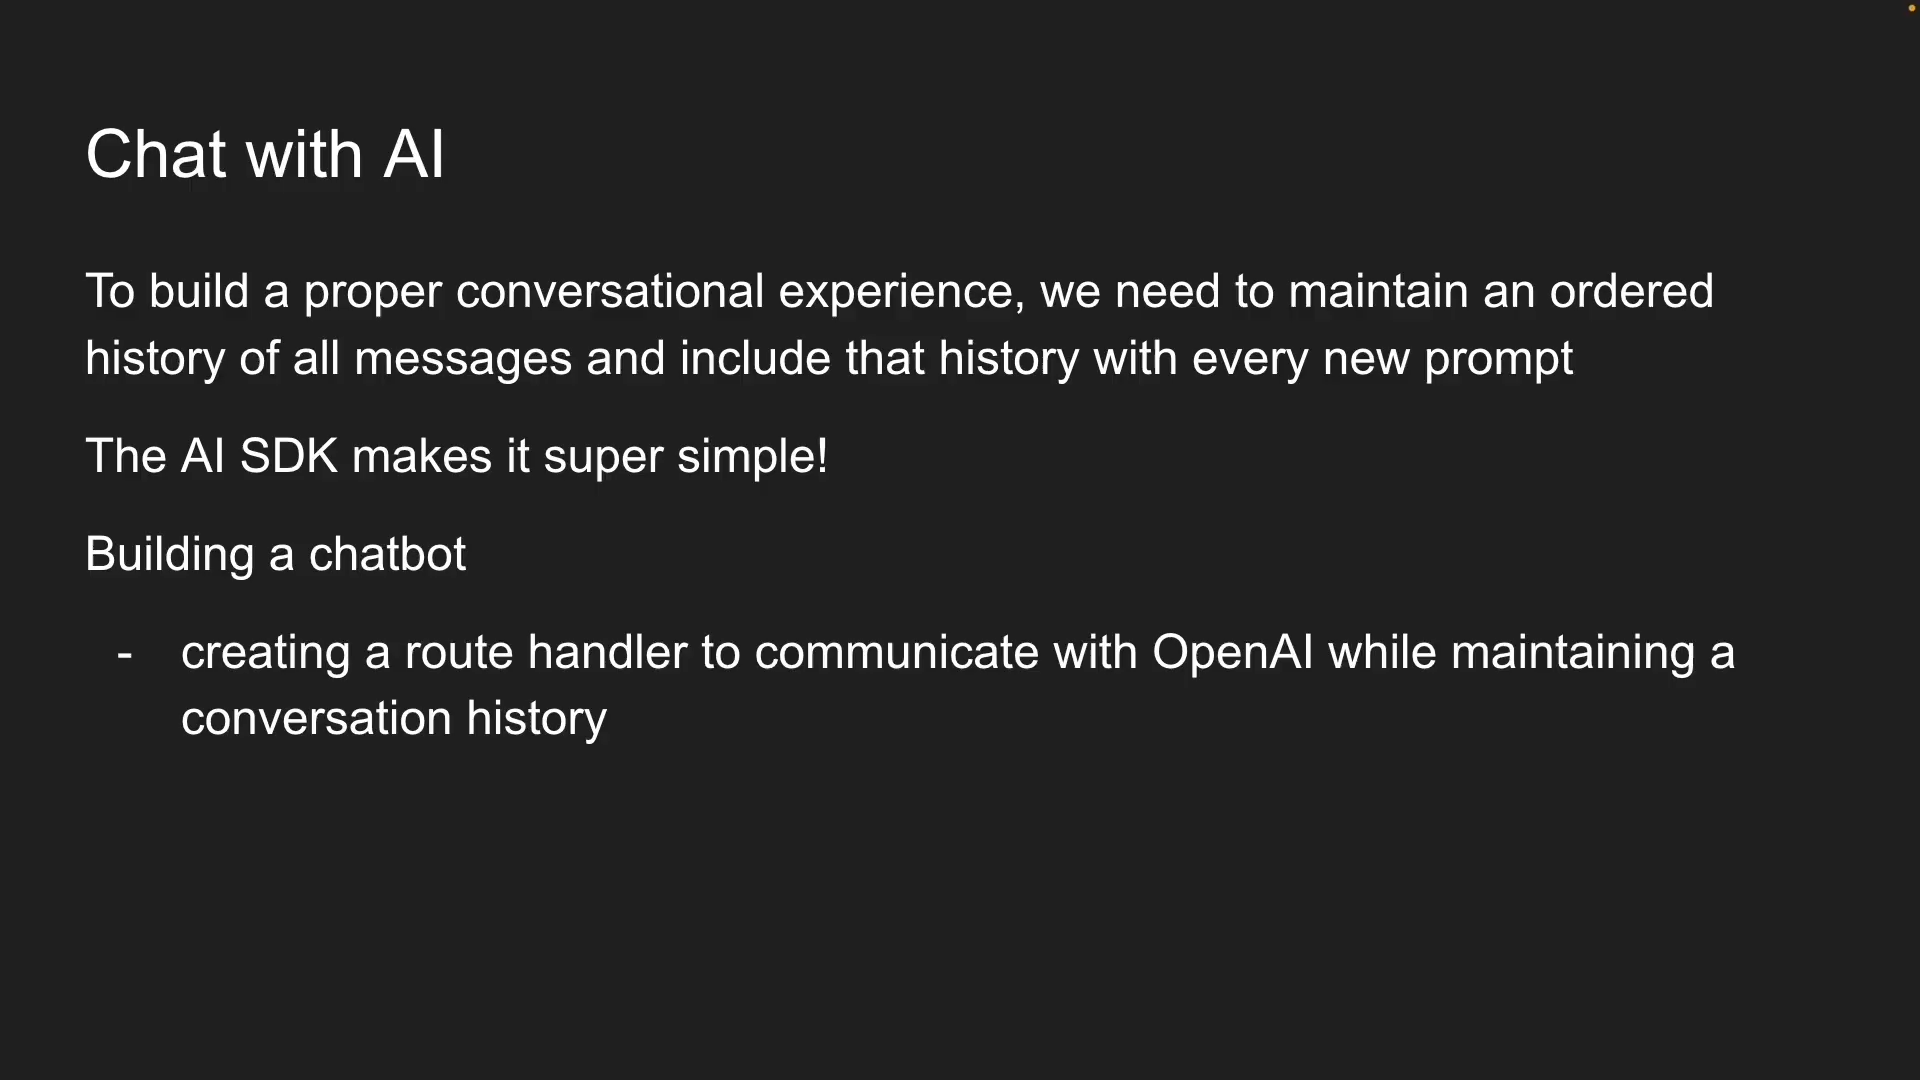 Chat with AI
To build a proper conversational experience, we need to maintain an ordered
history of all messages and include that history with every new prompt
The AI SDK makes it super simple!
Building a chatbot
- creating a route handler to communicate with OpenAI while maintaining a
conversation history